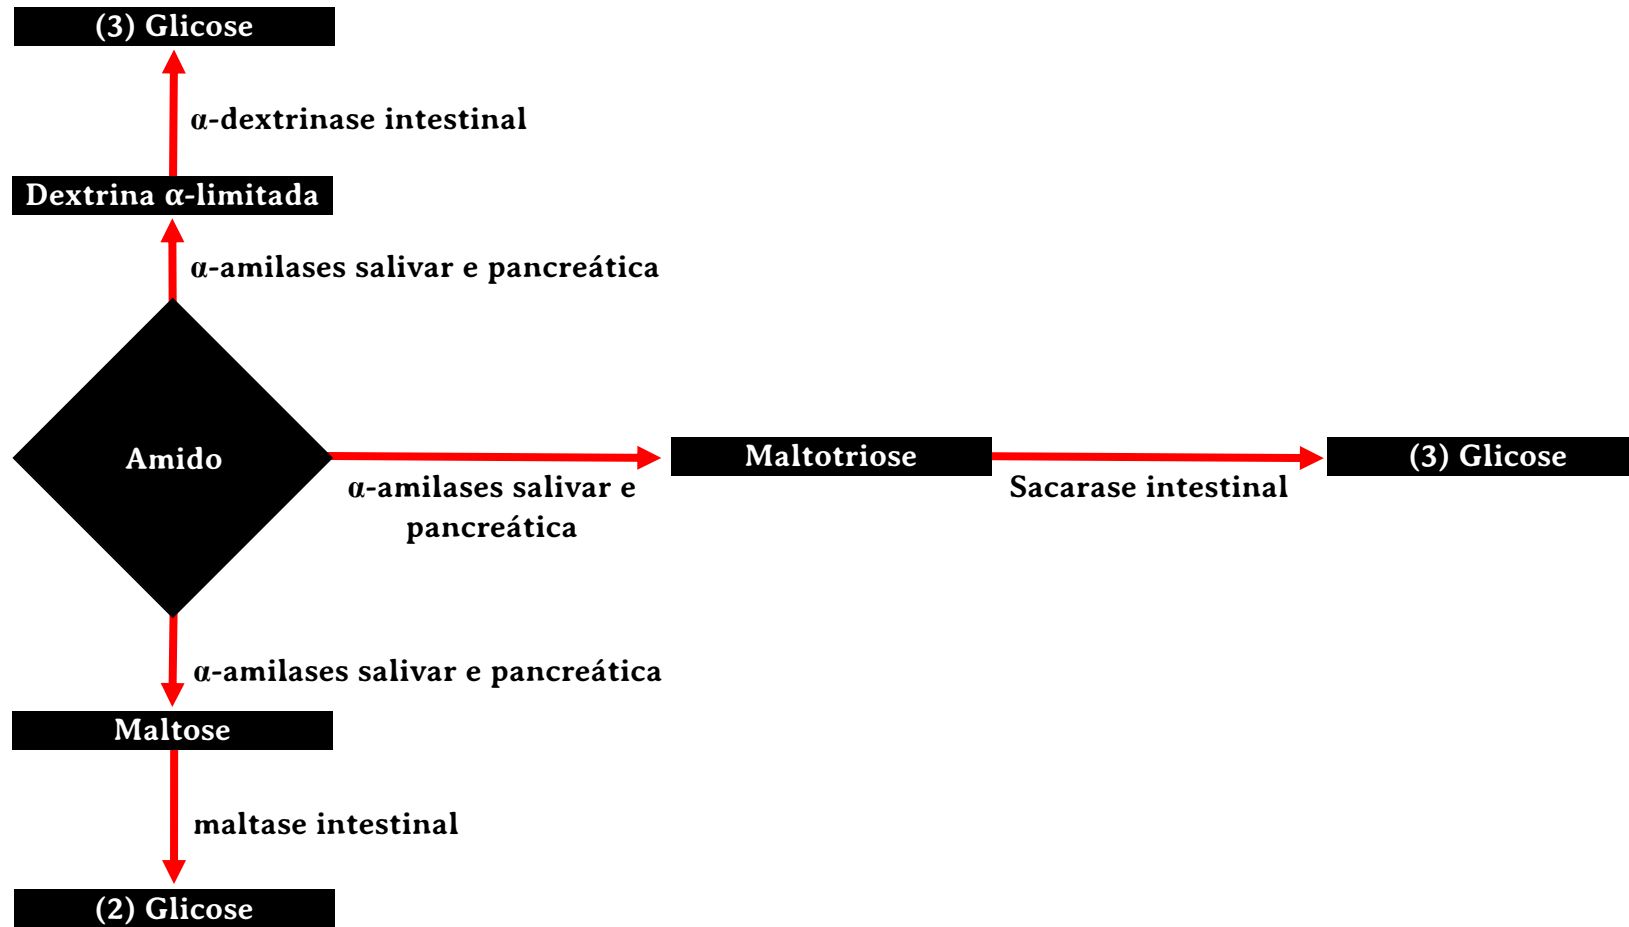 (3) Glicose
α-dextrinase intestinal
Dextrina α-limitada
α-amilases salivar e pancreática
Amido
Maltotriose
(3) Glicose
α-amilases salivar e
pancreática
Sacarase intestinal
α-amilases salivar e pancreática
Maltose
maltase intestinal
(2) Glicose